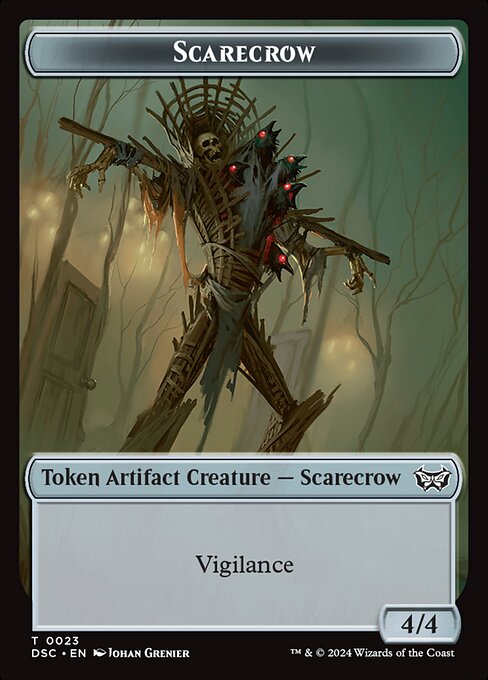 Scarecrow
Token Artifact Creature — Scarecrow
Vigilance
4/4
T 0023
DSC • EN Johan Grenier
™ & © 2024 Wizards of the Coast